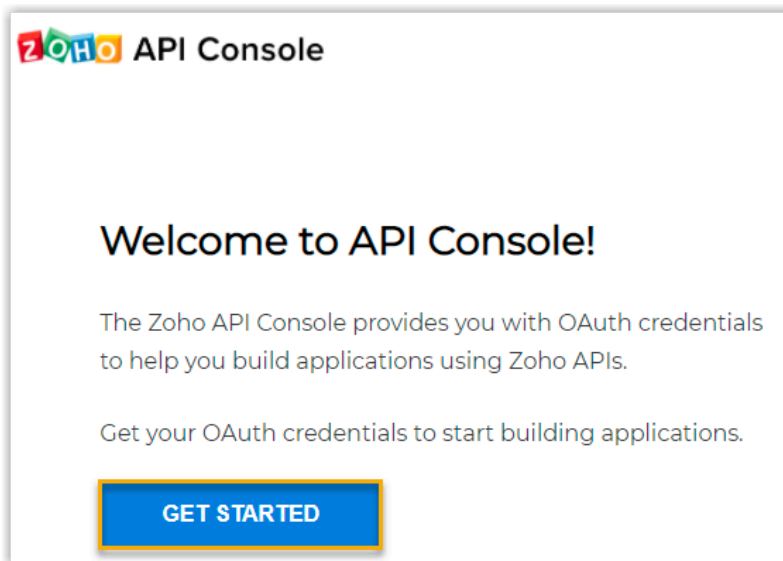 ZOHO API Console
Welcome to API Console!
The Zoho API Console provides you with OAuth credentials
to help you build applications using Zoho APIs.
Get your OAuth credentials to start building applications.
GET STARTED